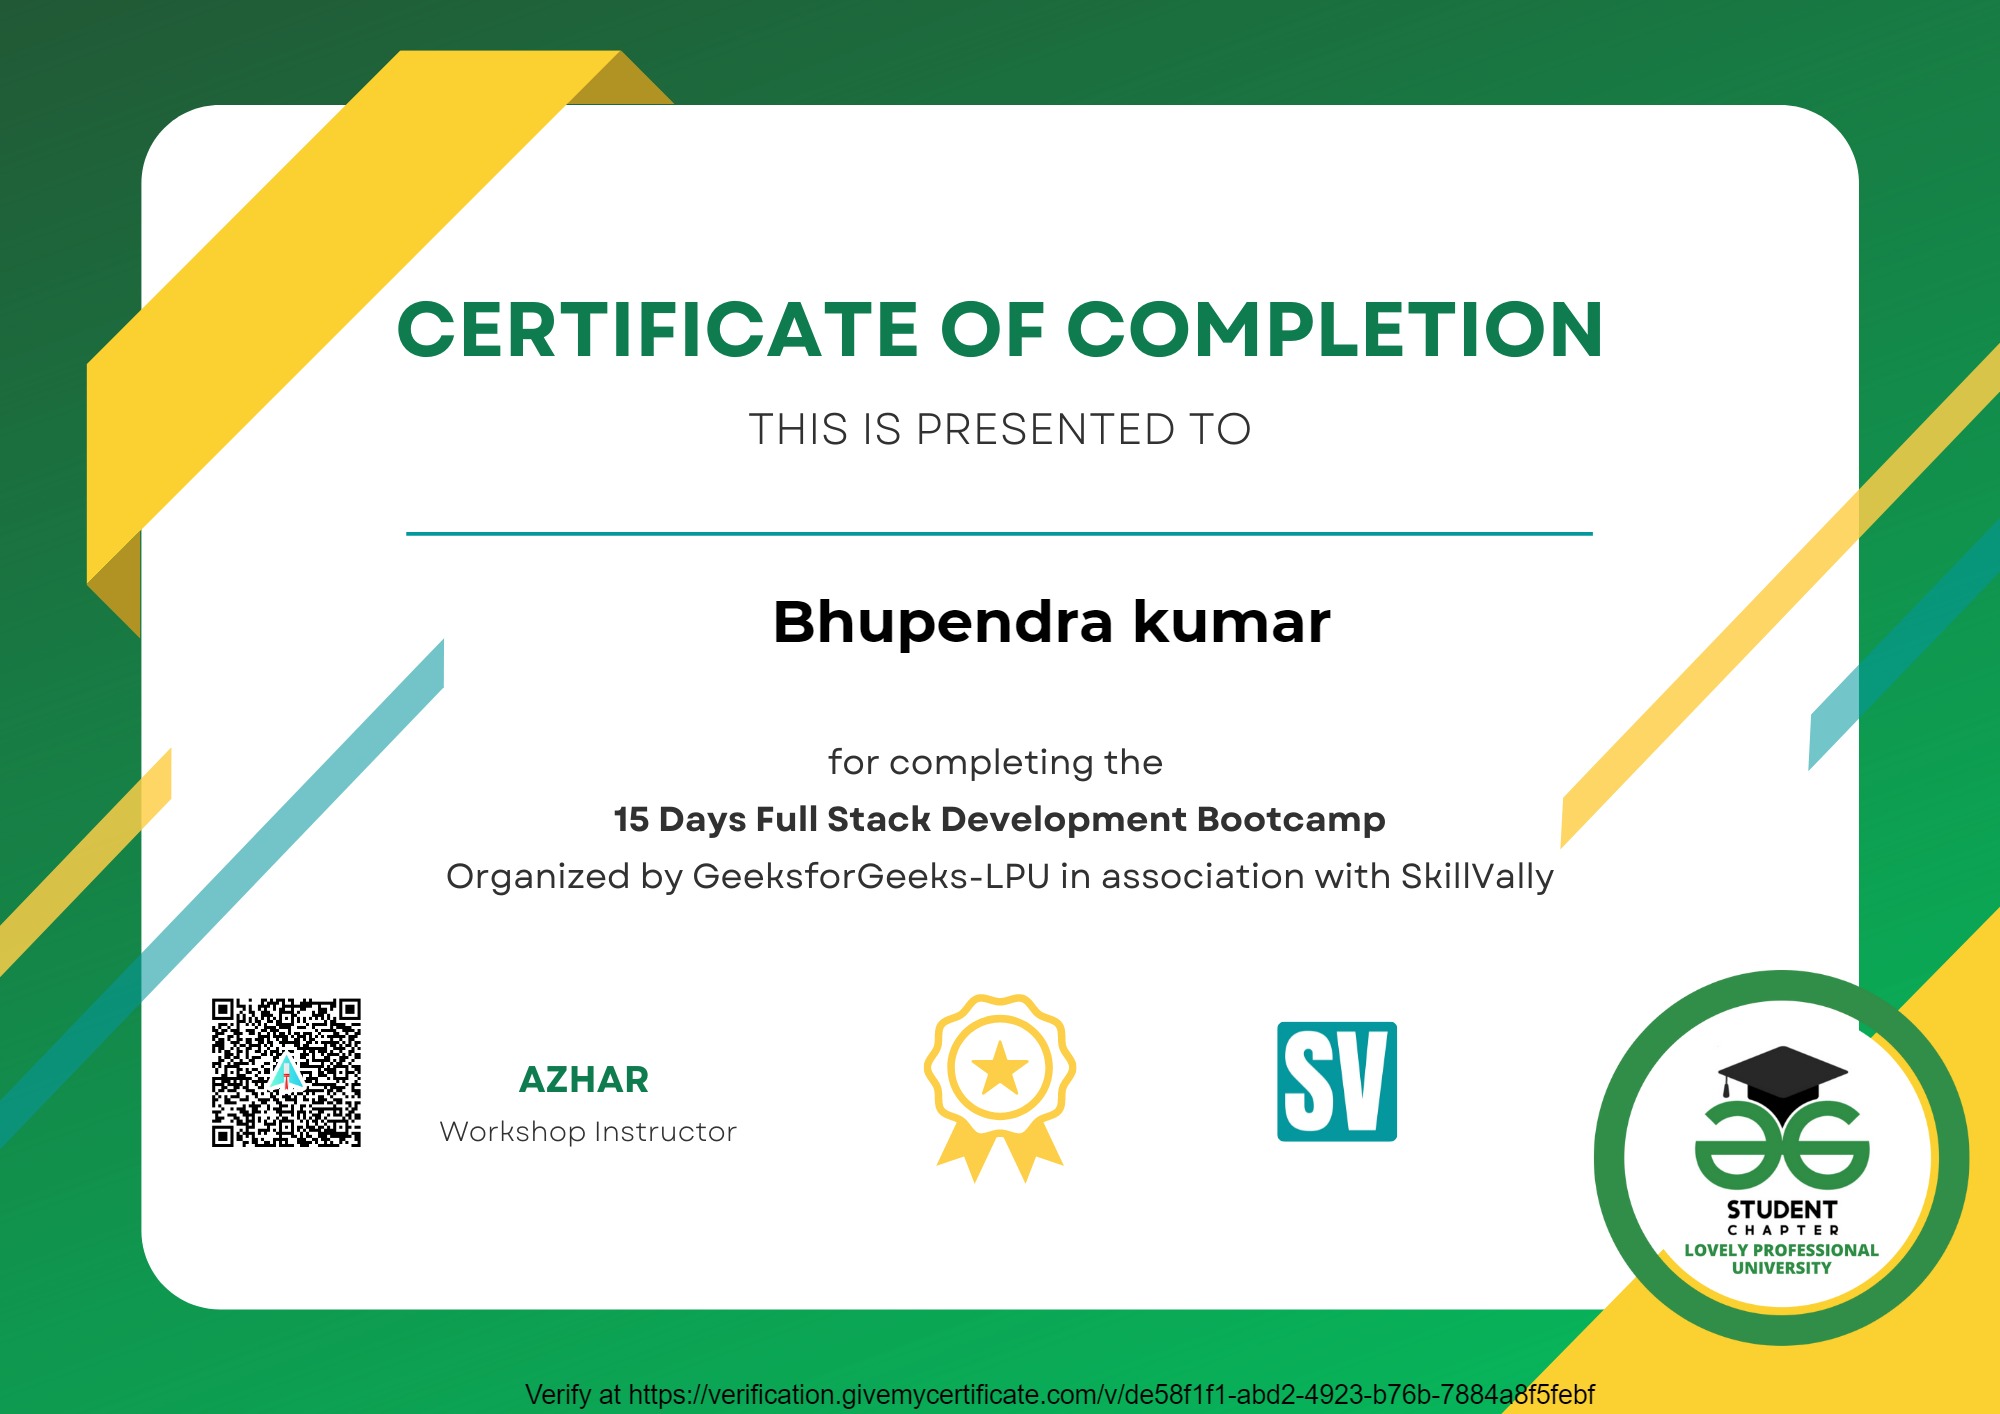 CERTIFICATE OF COMPLETION
THIS IS PRESENTED TO
Bhupendra kumar
for completing the
15 Days Full Stack Development Bootcamp
Organized by GeeksforGeeks-LPU in association with SkillVally
AZHAR
Workshop Instructor
SV
STUDENT
CHAPTER
LOVELY PROFESSIONAL
UNIVERSITY
Verify at https://verification.givemycertificate.com/v/de58f1f1-abd2-4923-b76b-7884a8f5febf